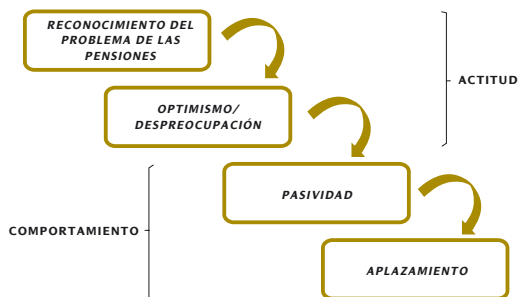 RECONOCIMIENTO DEL
PROBLEMA DE LAS
PENSIONES
ACTITUD
OPTIMISMO/
DESPREOCUPACIÓN
PASIVIDAD
COMPORTAMIENTO
APLAZAMIENTO